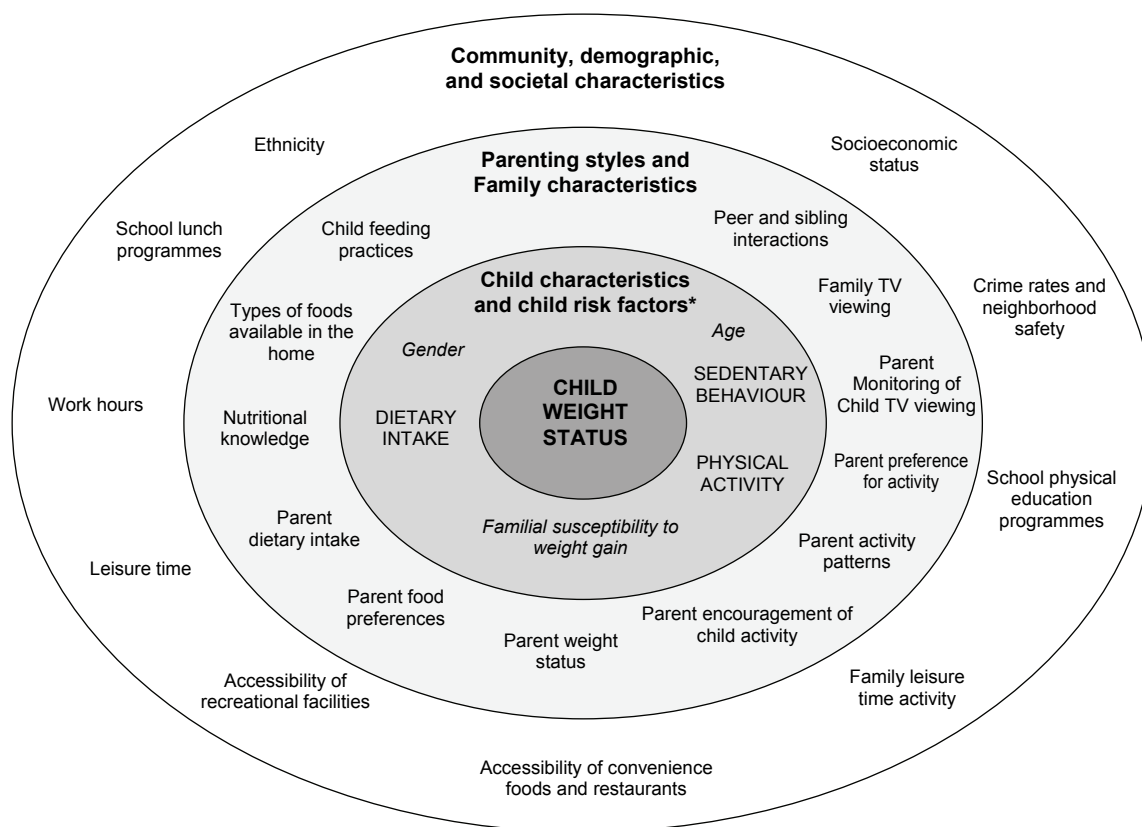 Community, demographic,
and societal characteristics
Ethnicity
Socioeconomic
status
Parenting styles and
Family characteristics
School lunch
programmes
Child feeding
practices
Peer and sibling
interactions
Child characteristics
and child risk factors*
Family TV
viewing
Crime rates and
neighborhood
safety
Types of foods
available in the
home
Gender
Age
CHILD
WEIGHT
STATUS
SEDENTARY
BEHAVIOUR
Parent
Monitoring of
Child TV viewing
Work hours
Nutritional
knowledge
DIETARY
INTAKE
PHYSICAL
ACTIVITY
Parent preference
for activity
School physical
education
programmes
Parent
dietary intake
Familial susceptibility to
weight gain
Parent activity
patterns
Leisure time
Parent food
preferences
Parent weight
status
Parent encouragement of
child activity
Accessibility of
recreational facilities
Family leisure
time activity
Accessibility of convenience
foods and restaurants